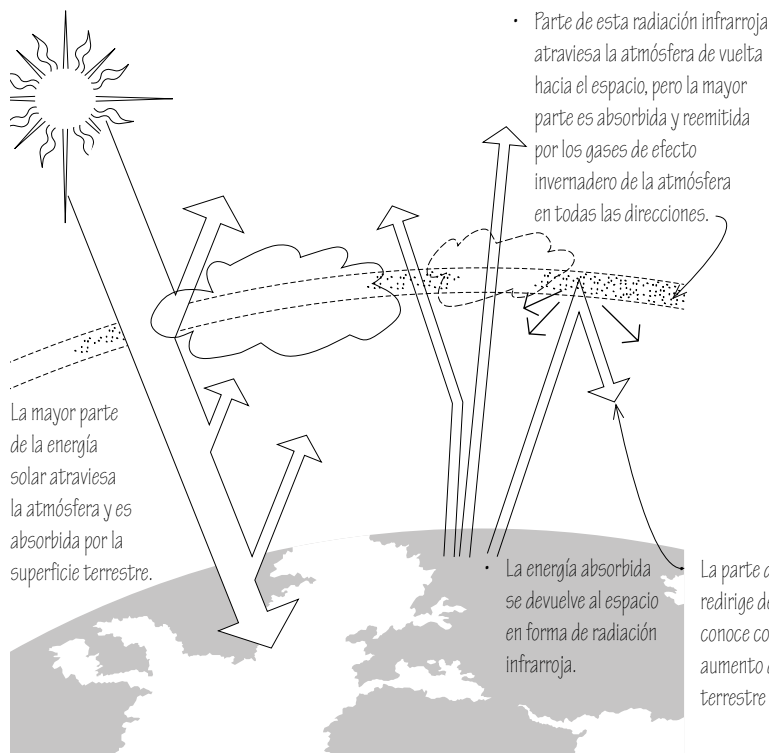 • Parte de esta radiación infrarroja
atraviesa la atmósfera de vuelta
hacia el espacio, pero la mayor
parte es absorbida y reemitida
por los gases de efecto
invernadero de la atmósfera
en todas las direcciones.
La mayor parte
de la energía
solar atraviesa
la atmósfera y es
absorbida por la
superficie terrestre.
• La energía absorbida
se devuelve al espacio
en forma de radiación
infrarroja.
La parte
redirige
conoce
aumento
terrestre